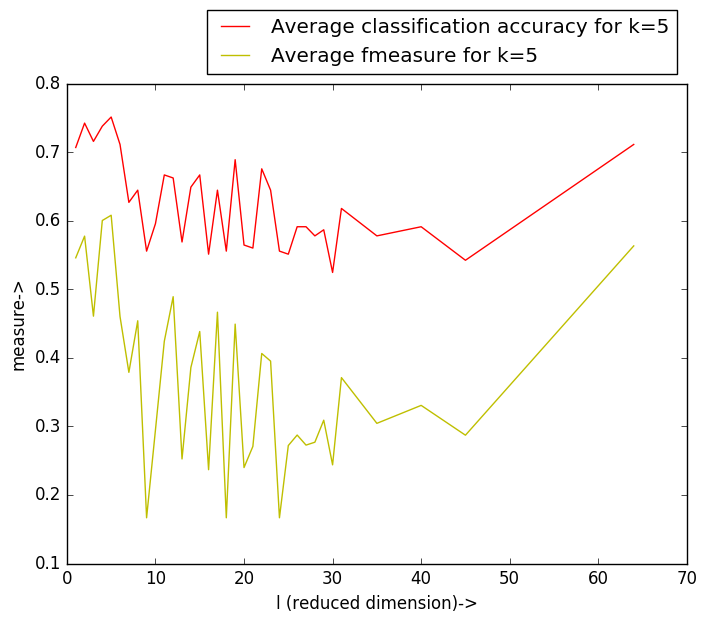 Average classification accuracy for k=5
Average fmeasure for k=5
0.8
0.7
0.6
0.5
0.4
0.3
0.2
0.1
measure->
0 10 20 30 40 50 60 70
l (reduced dimension)->